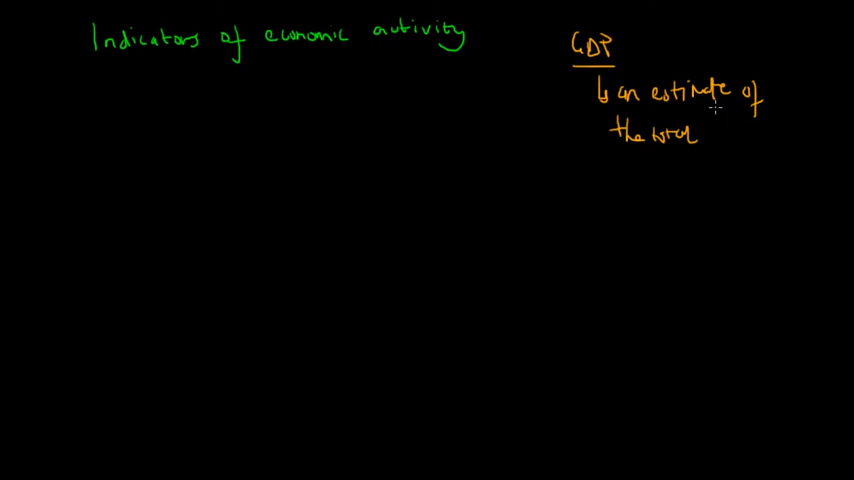 Indicators of economic activity
GDP
↳ an estimate of
the total